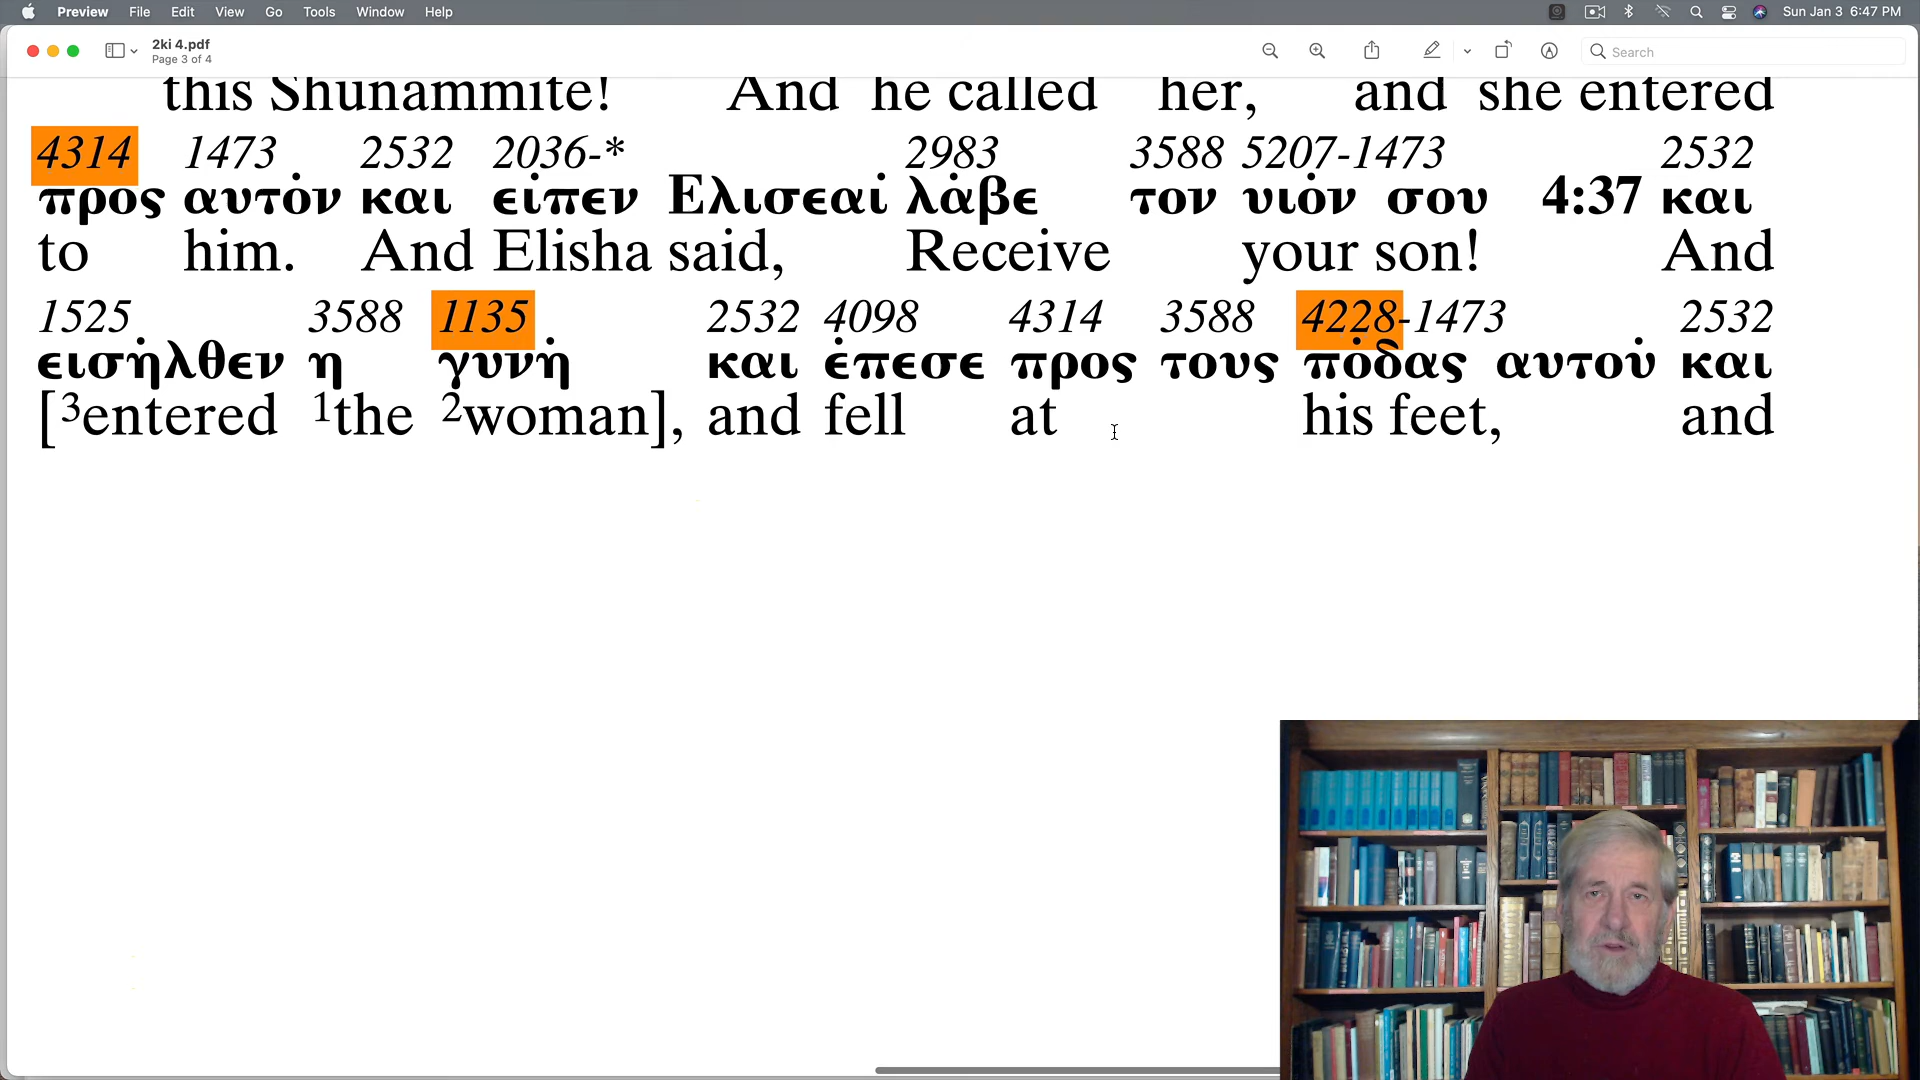 Preview File Edit View Go Tools Window Help Sun Jan 3 6:47 PM
2ki 4.pdf
Page 3 of 4
Search
this Shunammite! And he called her, and she entered
4314 1473 2532 2036-* 2983 3588 5207-1473 2532
προς αυτὸν και είπεν Ελισεαί λάβε τον υιόν σου 4:37 και
to him. And Elisha said, Receive your son! And
1525 3588 1135 2532 4098 4314 3588 4228-1473 2532
εισήλθεν η γυνή και έπεσε προς τους πόδας αυτού και
[³entered ¹the ²woman], and fell at his feet, and